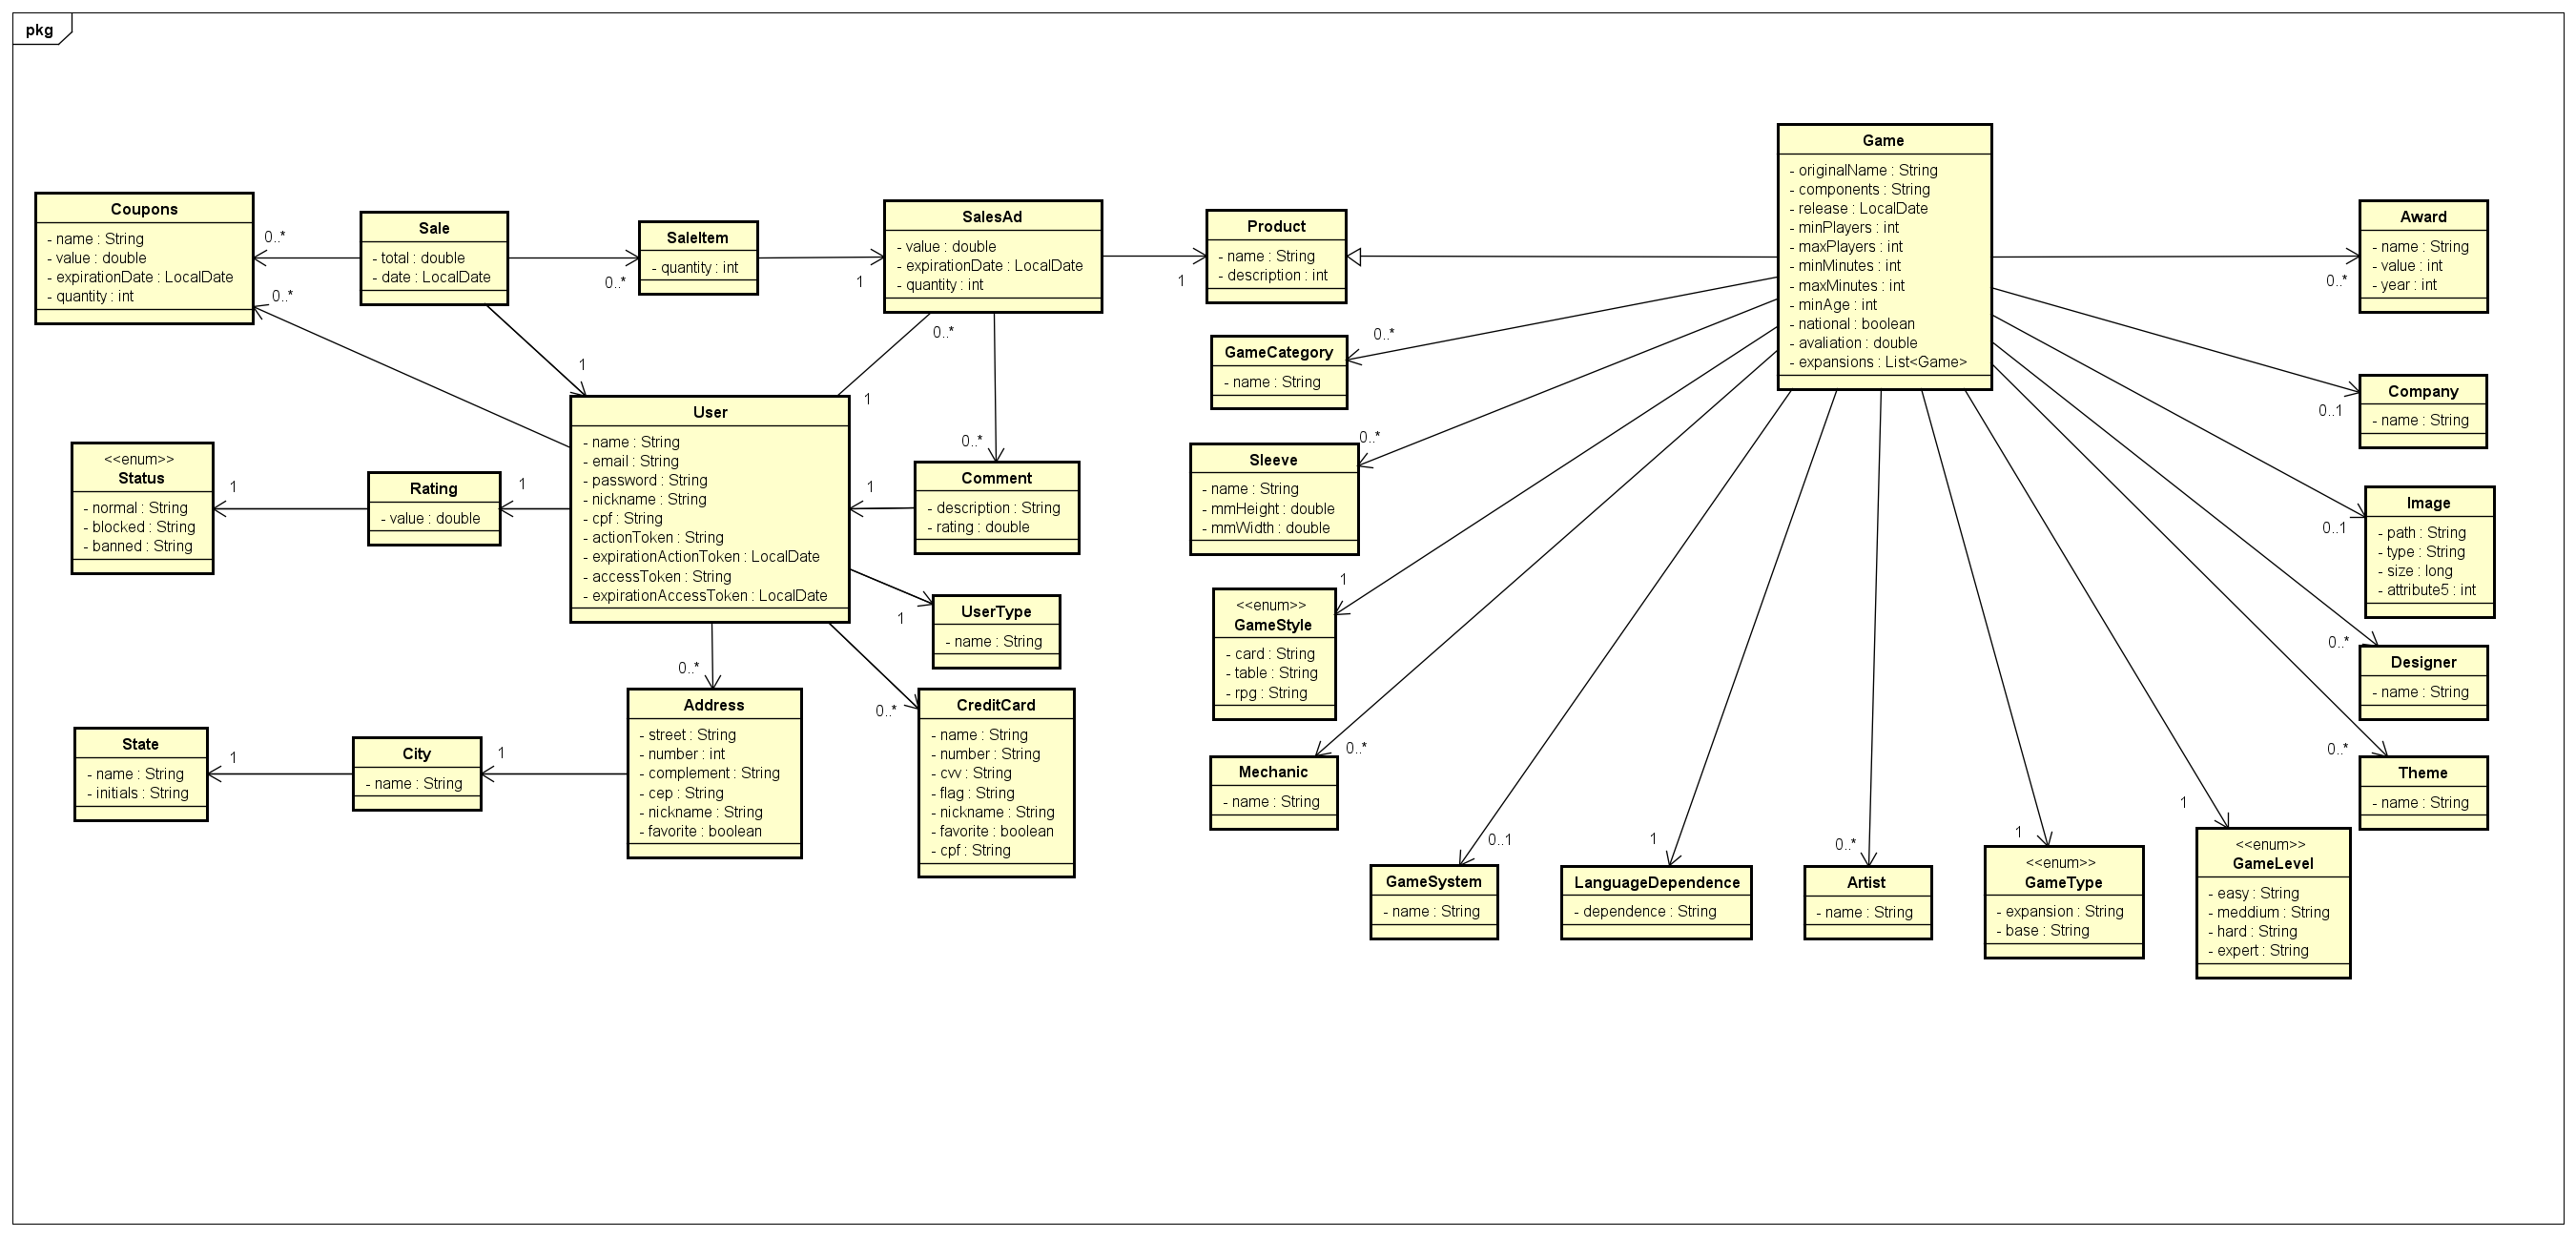 pkg
Coupons
- name : String
- value : double
- expirationDate : LocalDate
- quantity : int
0..*
0..*
Sale
- total : double
- date : LocalDate
0..*
SaleItem
- quantity : int
1
SalesAd
- value : double
- expirationDate : LocalDate
- quantity : int
1
Product
- name : String
- description : int
Game
- originalName : String
- components : String
- release : LocalDate
- minPlayers : int
- maxPlayers : int
- minMinutes : int
- maxMinutes : int
- minAge : int
- national : boolean
- avaliation : double
- expansions : List<Game>
0..*
Award
- name : String
- value : int
- year : int
0..*
1
1
GameCategory
- name : String
0..*
Company
- name : String
0..1
<<enum>>
Status
- normal : String
- blocked : String
- banned : String
1
Rating
- value : double
1
User
- name : String
- email : String
- password : String
- nickname : String
- cpf : String
- actionToken : String
- expirationActionToken : LocalDate
- accessToken : String
- expirationAccessToken : LocalDate
1
0..*
Comment
- description : String
- rating : double
Sleeve
- name : String
- mmHeight : double
- mmWidth : double
0..*
Image
- path : String
- type : String
- size : long
- attribute5 : int
0..1
UserType
- name : String
1
<<enum>>
GameStyle
- card : String
- table : String
- rpg : String
1
Designer
- name : String
0..*
State
- name : String
- initials : String
1
City
- name : String
1
Address
- street : String
- number : int
- complement : String
- cep : String
- nickname : String
- favorite : boolean
0..*
CreditCard
- name : String
- number : String
- cvv : String
- flag : String
- nickname : String
- favorite : boolean
- cpf : String
0..*
Mechanic
- name : String
0..*
Theme
- name : String
0..*
0..1
GameSystem
- name : String
1
LanguageDependence
- dependence : String
0..*
Artist
- name : String
1
<<enum>>
GameType
- expansion : String
- base : String
1
<<enum>>
GameLevel
- easy : String
- meddium : String
- hard : String
- expert : String